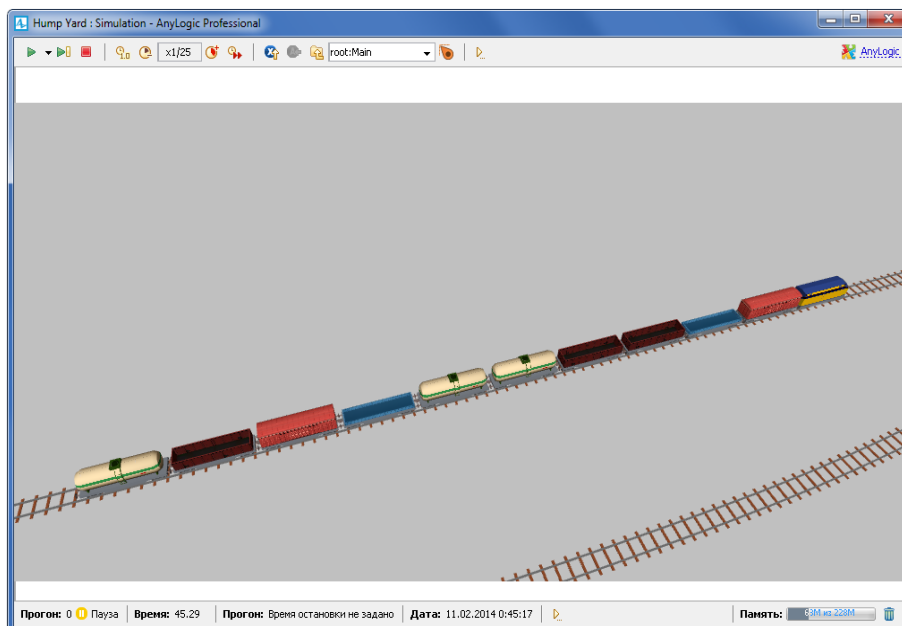 Hump Yard : Simulation - AnyLogic Professional
x1/25 root:Main AnyLogic
Прогон: 0 Пауза Время: 45.29 Прогон: Время остановки не задано Дата: 11.02.2014 0:45:17 Память: 63M из 228M